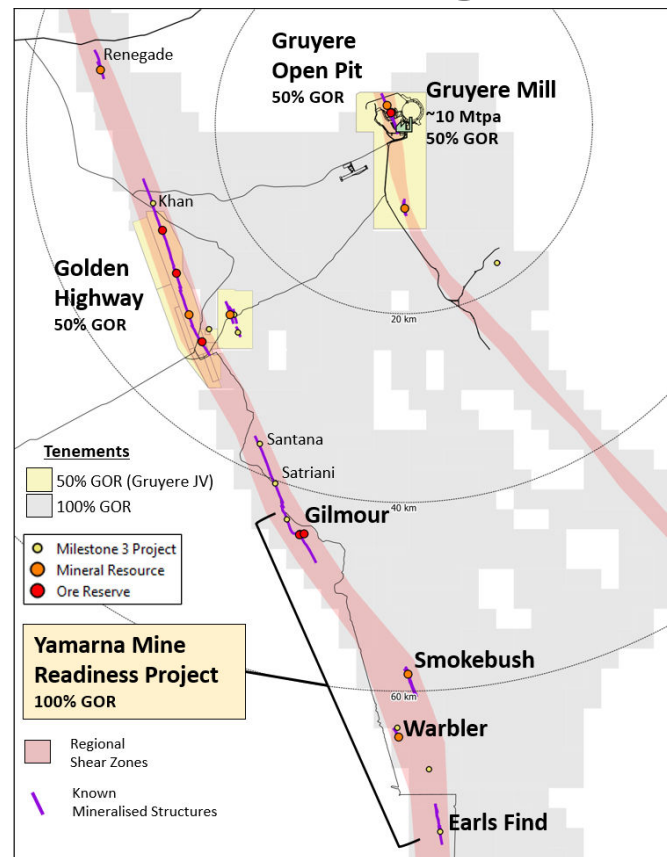 Renegade
Gruyere
Open Pit
50% GOR
Gruyere Mill
~10 Mtpa
50% GOR
Khan
Golden
Highway
50% GOR
20 km
Santana
Satriani
Tenements
50% GOR (Gruyere JV)
100% GOR
40 km
Gilmour
Milestone 3 Project
Mineral Resource
Ore Reserve
Yamarna Mine
Readiness Project
100% GOR
Smokebush
60 km
Warbler
Regional
Shear Zones
Known
Mineralised Structures
Earls Find